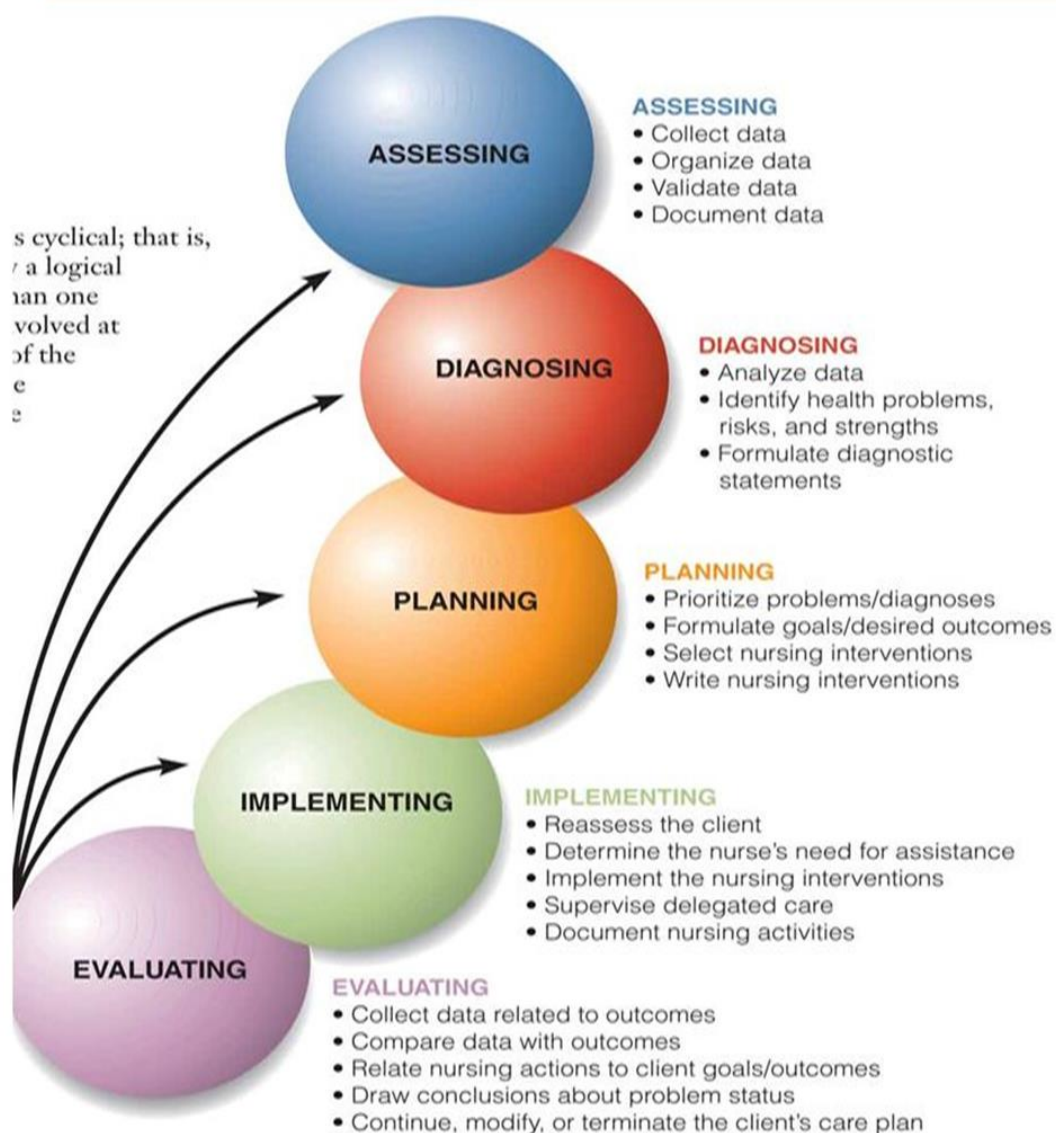 s cyclical; that is,
a logical
an one
volved at
of the
e
e
ASSESSING
ASSESSING
• Collect data
• Organize data
• Validate data
• Document data
DIAGNOSING
DIAGNOSING
• Analyze data
• Identify health problems,
risks, and strengths
• Formulate diagnostic
statements
PLANNING
PLANNING
• Prioritize problems/diagnoses
• Formulate goals/desired outcomes
• Select nursing interventions
• Write nursing interventions
IMPLEMENTING
IMPLEMENTING
• Reassess the client
• Determine the nurse's need for assistance
• Implement the nursing interventions
• Supervise delegated care
• Document nursing activities
EVALUATING
EVALUATING
• Collect data related to outcomes
• Compare data with outcomes
• Relate nursing actions to client goals/outcomes
• Draw conclusions about problem status
• Continue, modify, or terminate the client's care plan